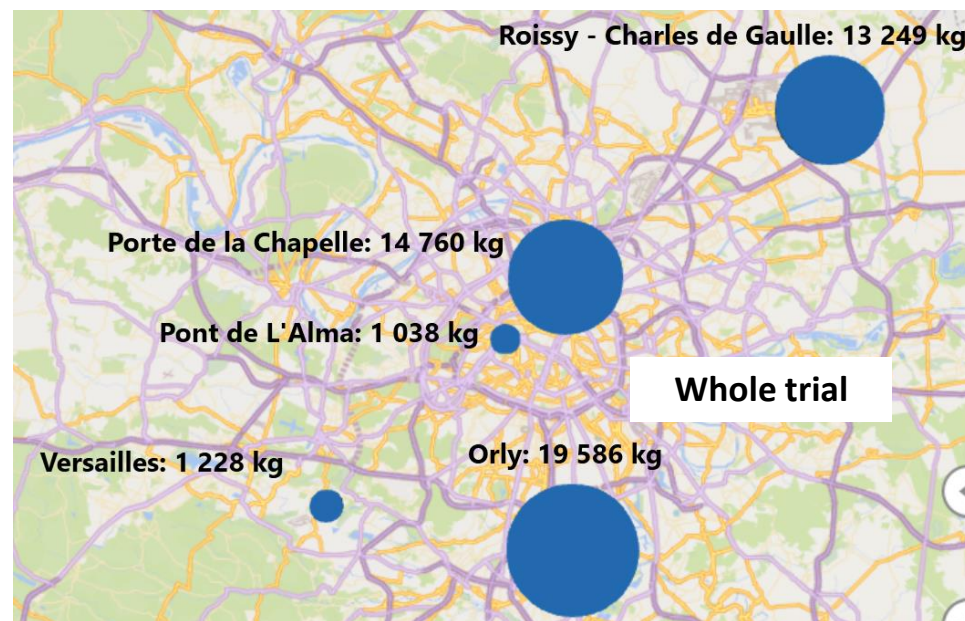 Roissy - Charles de Gaulle: 13 249 kg
Porte de la Chapelle: 14 760 kg
Pont de L'Alma: 1 038 kg
Whole trial
Versailles: 1 228 kg
Orly: 19 586 kg